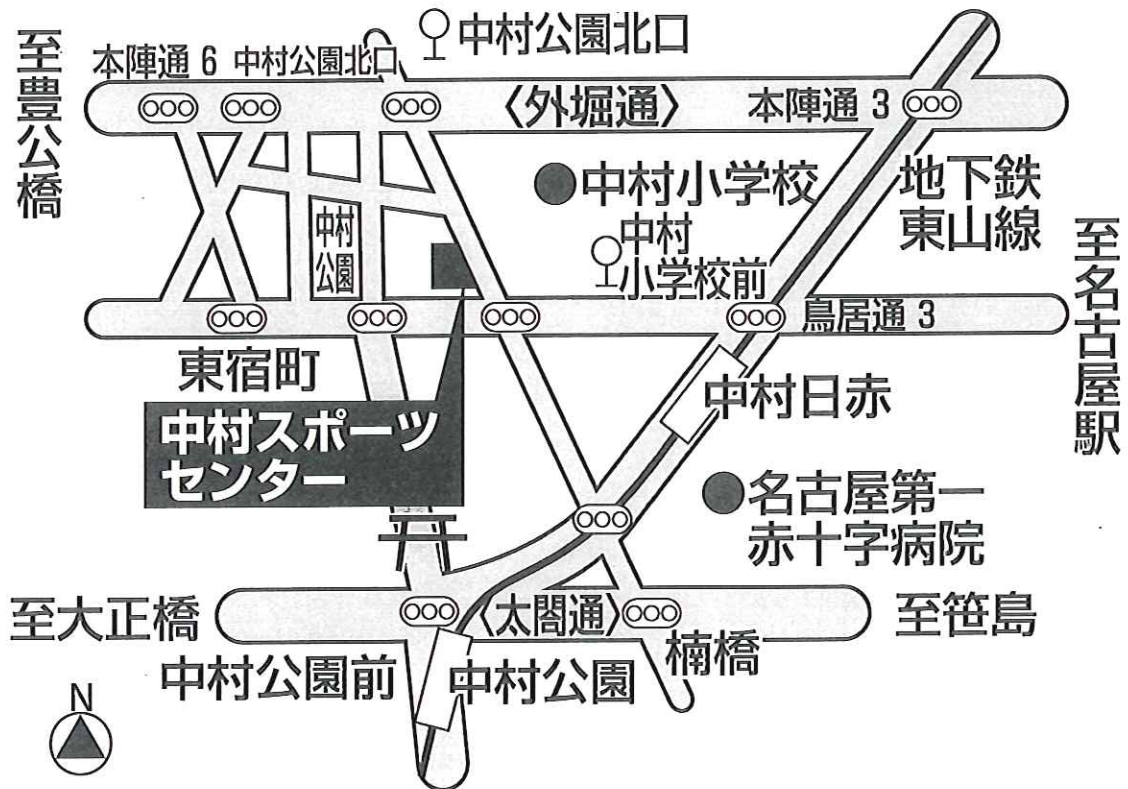 中村公園北口
至豊公橋
本陣通 6
中村公園北口
〈外堀通〉
本陣通 3
中村小学校
地下鉄
東山線
中村
公園
中村
小学校前
至名古屋駅
鳥居通 3
東宿町
中村日赤
中村スポーツ
センター
名古屋第一
赤十字病院
至大正橋
〈太閤通〉
至笹島
楠橋
中村公園前
中村公園
N